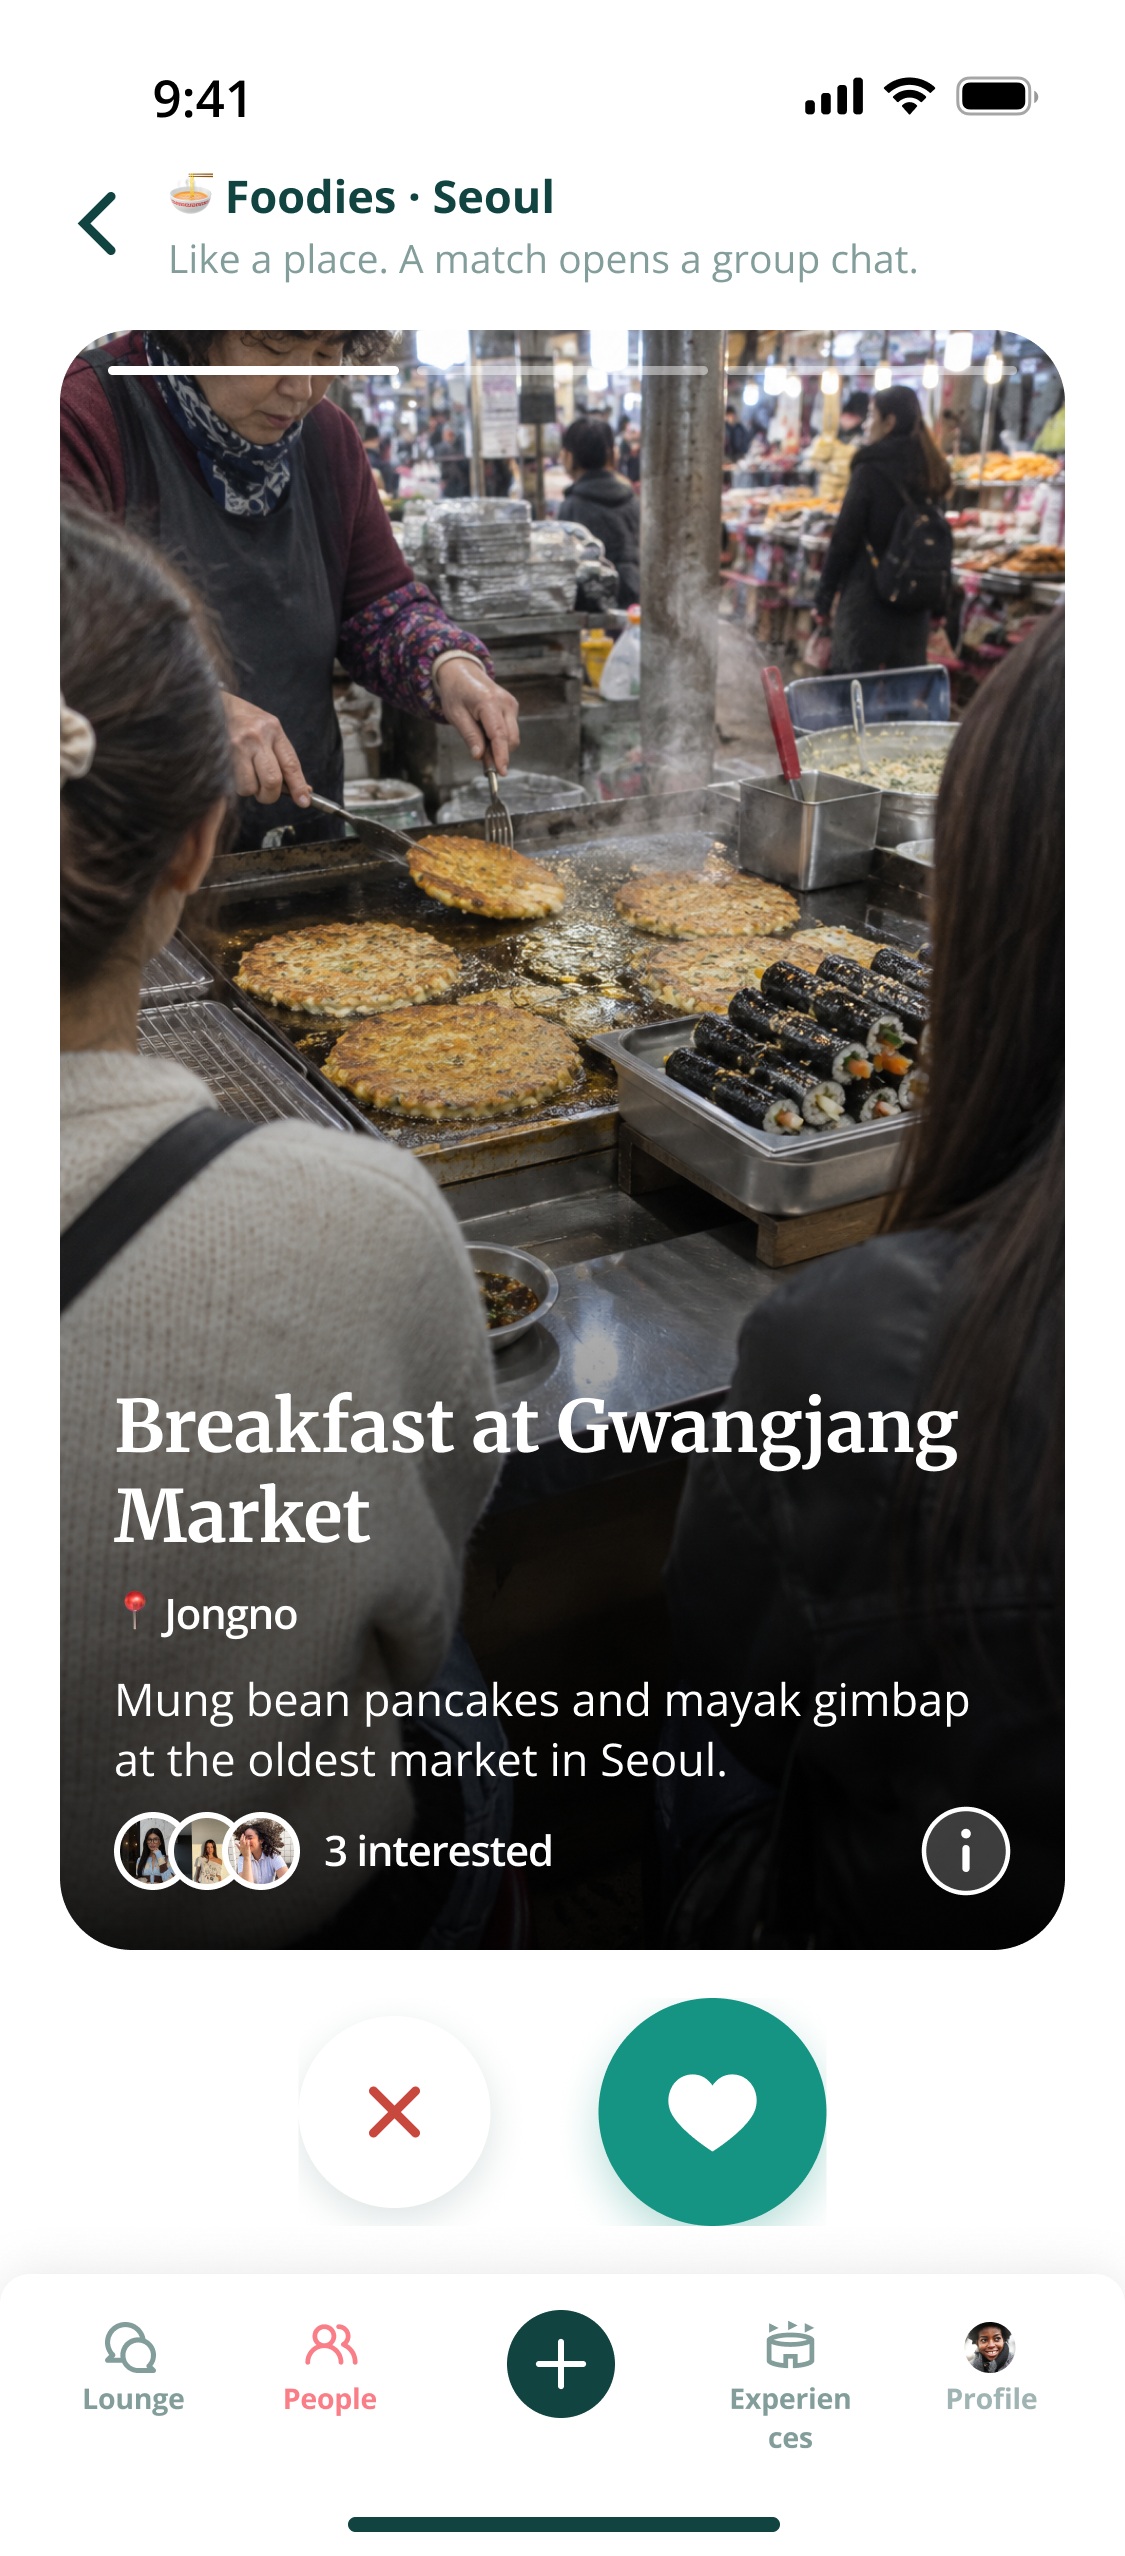 9:41
🍜 Foodies · Seoul
Like a place. A match opens a group chat.
Breakfast at Gwangjang
Market
📍 Jongno
Mung bean pancakes and mayak gimbap
at the oldest market in Seoul.
3 interested
Lounge
People
Experien
ces
Profile